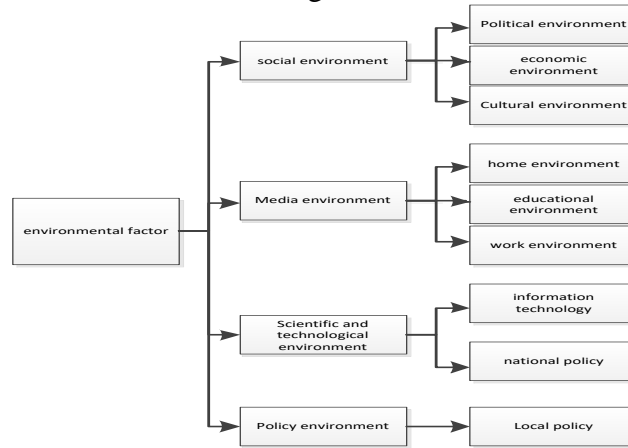 Political environment
social environment
economic
environment
Cultural environment
home environment
Media environment
educational
environment
environmental factor
work environment
information
technology
Scientific and
technological
environment
national policy
Policy environment
Local policy